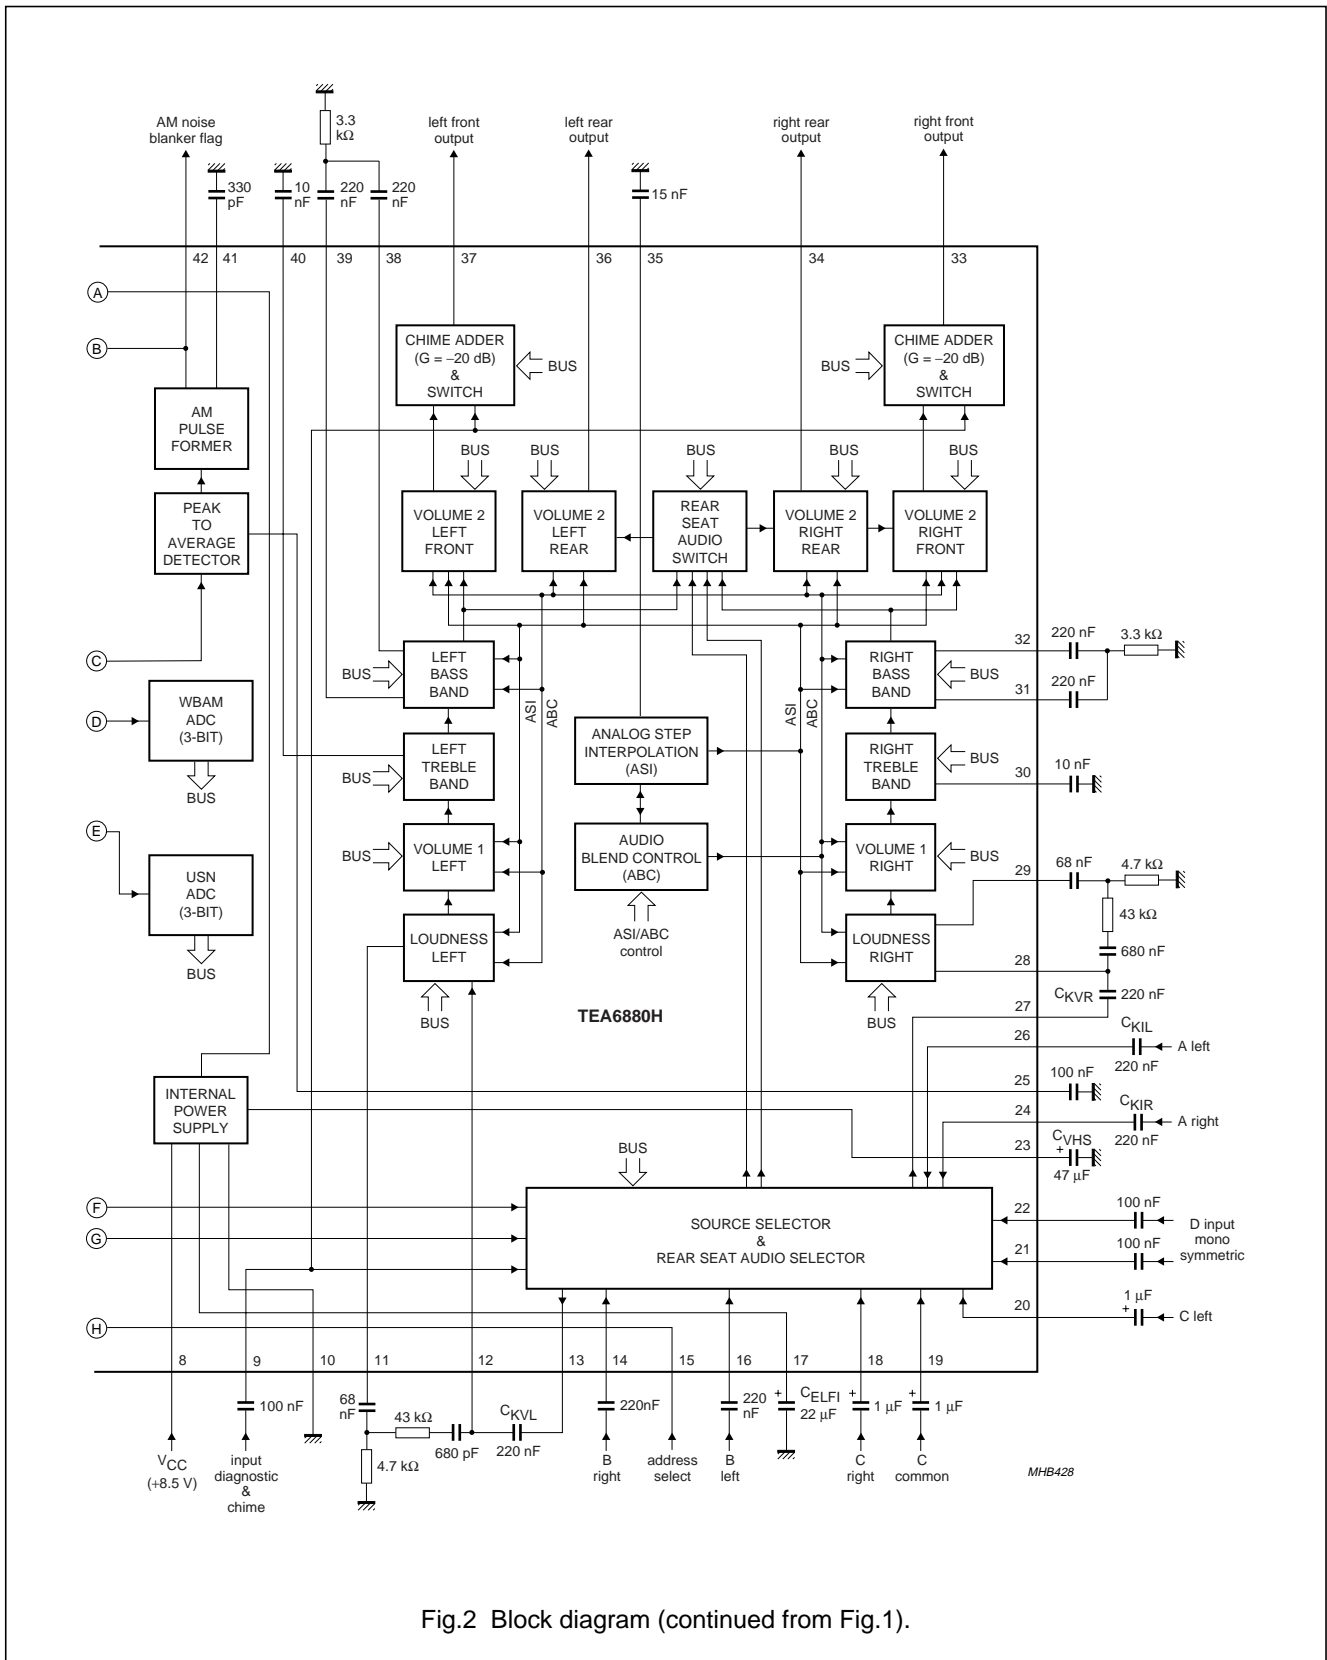 AM noise
blanker flag
3.3
kΩ
left front
output
left rear
output
right rear
output
right front
output
330
pF
10
nF
220
nF
220
nF
15 nF
42
41
40
39
38
37
36
35
34
33
A
B
CHIME ADDER
(G = −20 dB)
&
SWITCH
BUS
BUS
CHIME ADDER
(G = −20 dB)
&
SWITCH
AM
PULSE
FORMER
BUS
BUS
BUS
BUS
BUS
PEAK
TO
AVERAGE
DETECTOR
VOLUME 2
LEFT
FRONT
VOLUME 2
LEFT
REAR
REAR
SEAT
AUDIO
SWITCH
VOLUME 2
RIGHT
REAR
VOLUME 2
RIGHT
FRONT
C
D
WBAM
ADC
(3-BIT)
BUS
BUS
LEFT
BASS
BAND
ASI
ABC
ASI
ABC
RIGHT
BASS
BAND
BUS
32
220 nF
3.3 kΩ
31
220 nF
BUS
LEFT
TREBLE
BAND
ANALOG STEP
INTERPOLATION
(ASI)
RIGHT
TREBLE
BAND
BUS
30
10 nF
E
USN
ADC
(3-BIT)
BUS
BUS
VOLUME 1
LEFT
AUDIO
BLEND CONTROL
(ABC)
VOLUME 1
RIGHT
BUS
29
68 nF
4.7 kΩ
43 kΩ
680 nF
LOUDNESS
LEFT
ASI/ABC
control
LOUDNESS
RIGHT
28
BUS
TEA6880H
BUS
CKVR
220 nF
27
26
CKIL
220 nF
A left
25
100 nF
INTERNAL
POWER
SUPPLY
24
CKIR
220 nF
A right
23
CVHS
+
47 µF
BUS
F
G
SOURCE SELECTOR
&
REAR SEAT AUDIO SELECTOR
22
100 nF
D input
mono
symmetric
21
100 nF
20
1 µF
+
C left
H
8
9
10
11
12
13
14
15
16
17
18
19
100 nF
68
nF
43 kΩ
680 pF
CKVL
220 nF
4.7 kΩ
220nF
220
nF
+
CELFI
22 µF
+
1 µF
+
1 µF
VCC
(+8.5 V)
input
diagnostic
&
chime
B
right
address
select
B
left
C
right
C
common
MHB428
Fig.2 Block diagram (continued from Fig.1).